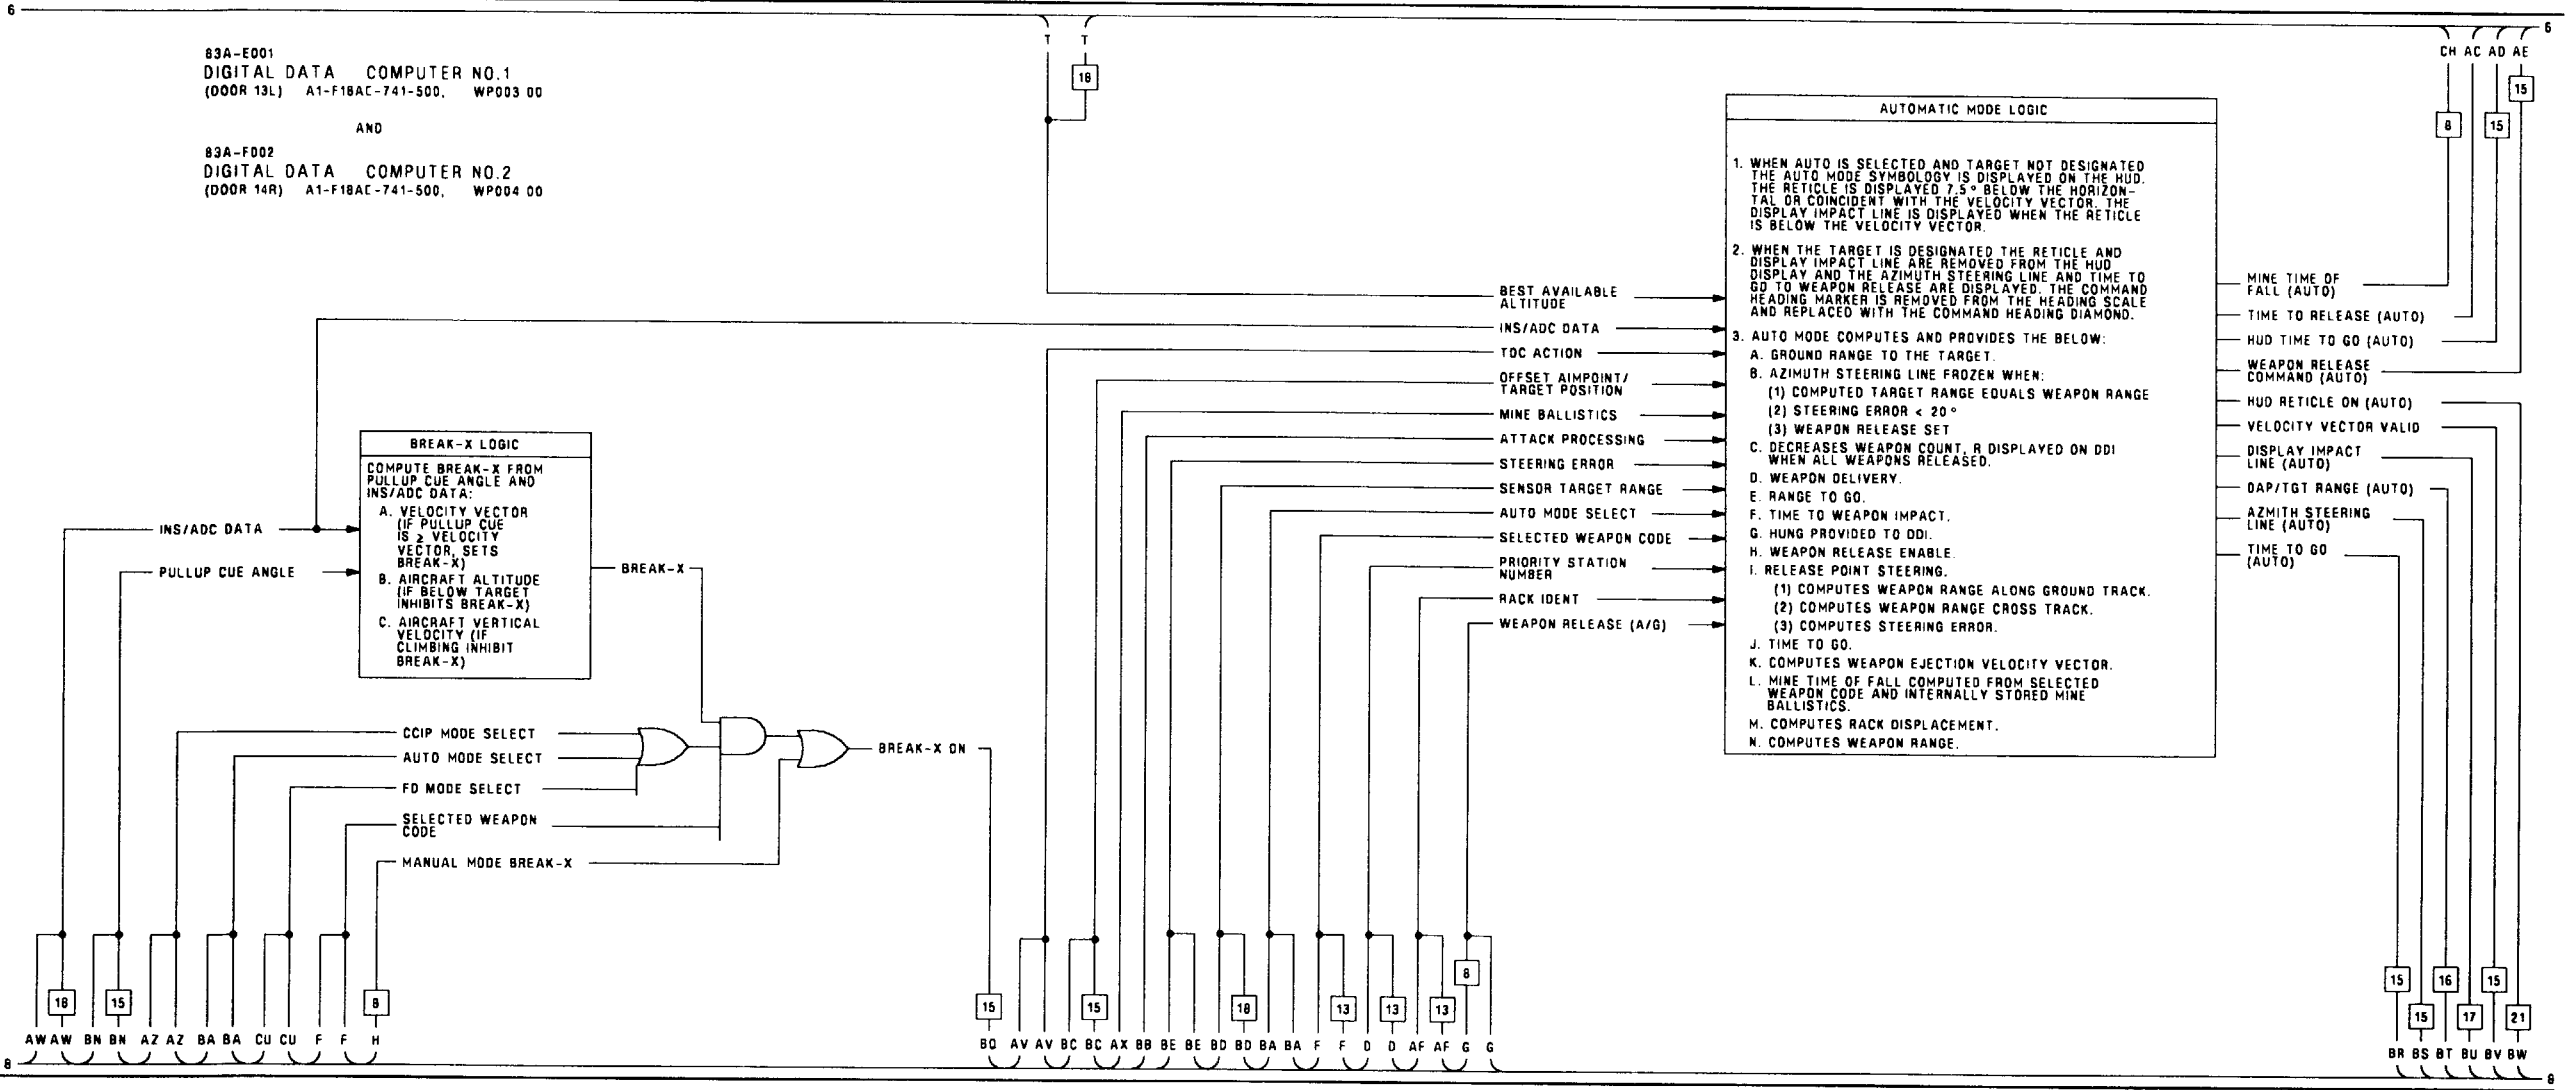 6
6
83A-E001
DIGITAL DATA COMPUTER NO.1
(DOOR 13L) A1-F18AC-741-500, WP003 00
AND
83A-F002
DIGITAL DATA COMPUTER NO.2
(DOOR 14R) A1-F18AC-741-500, WP004 00
T T
18
CH AC AD AE
15
8
15
BREAK-X LOGIC
COMPUTE BREAK-X FROM
PULLUP CUE ANGLE AND
INS/ADC DATA:
A. VELOCITY VECTOR
(IF PULLUP CUE
IS ≥ VELOCITY
VECTOR, SETS
BREAK-X)
B. AIRCRAFT ALTITUDE
(IF BELOW TARGET
INHIBITS BREAK-X)
C. AIRCRAFT VERTICAL
VELOCITY (IF
CLIMBING INHIBIT
BREAK-X)
INS/ADC DATA
PULLUP CUE ANGLE
BREAK-X
CCIP MODE SELECT
AUTO MODE SELECT
FD MODE SELECT
SELECTED WEAPON
CODE
MANUAL MODE BREAK-X
BREAK-X ON
BEST AVAILABLE
ALTITUDE
INS/ADC DATA
TDC ACTION
OFFSET AIMPOINT/
TARGET POSITION
MINE BALLISTICS
ATTACK PROCESSING
STEERING ERROR
SENSOR TARGET RANGE
AUTO MODE SELECT
SELECTED WEAPON CODE
PRIORITY STATION
NUMBER
RACK IDENT
WEAPON RELEASE (A/G)
AUTOMATIC MODE LOGIC
1. WHEN AUTO IS SELECTED AND TARGET NOT DESIGNATED
THE AUTO MODE SYMBOLOGY IS DISPLAYED ON THE HUD.
THE RETICLE IS DISPLAYED 7.5° BELOW THE HORIZON-
TAL OR COINCIDENT WITH THE VELOCITY VECTOR. THE
DISPLAY IMPACT LINE IS DISPLAYED WHEN THE RETICLE
IS BELOW THE VELOCITY VECTOR.
2. WHEN THE TARGET IS DESIGNATED THE RETICLE AND
DISPLAY IMPACT LINE ARE REMOVED FROM THE HUD
DISPLAY AND THE AZIMUTH STEERING LINE AND TIME TO
GO TO WEAPON RELEASE ARE DISPLAYED. THE COMMAND
HEADING MARKER IS REMOVED FROM THE HEADING SCALE
AND REPLACED WITH THE COMMAND HEADING DIAMOND.
3. AUTO MODE COMPUTES AND PROVIDES THE BELOW:
A. GROUND RANGE TO THE TARGET.
B. AZIMUTH STEERING LINE FROZEN WHEN:
(1) COMPUTED TARGET RANGE EQUALS WEAPON RANGE
(2) STEERING ERROR < 20°
(3) WEAPON RELEASE SET
C. DECREASES WEAPON COUNT, R DISPLAYED ON DDI
WHEN ALL WEAPONS RELEASED.
D. WEAPON DELIVERY.
E. RANGE TO GO.
F. TIME TO WEAPON IMPACT.
G. HUNG PROVIDED TO DDI.
H. WEAPON RELEASE ENABLE.
I. RELEASE POINT STEERING.
(1) COMPUTES WEAPON RANGE ALONG GROUND TRACK.
(2) COMPUTES WEAPON RANGE CROSS TRACK.
(3) COMPUTES STEERING ERROR.
J. TIME TO GO.
K. COMPUTES WEAPON EJECTION VELOCITY VECTOR.
L. MINE TIME OF FALL COMPUTED FROM SELECTED
WEAPON CODE AND INTERNALLY STORED MINE
BALLISTICS.
M. COMPUTES RACK DISPLACEMENT.
N. COMPUTES WEAPON RANGE.
MINE TIME OF
FALL (AUTO)
TIME TO RELEASE (AUTO)
HUD TIME TO GO (AUTO)
WEAPON RELEASE
COMMAND (AUTO)
HUD RETICLE ON (AUTO)
VELOCITY VECTOR VALID
DISPLAY IMPACT
LINE (AUTO)
OAP/TGT RANGE (AUTO)
AZMITH STEERING
LINE (AUTO)
TIME TO GO
(AUTO)
18 15 8
15 15 18 13 13 13 8
15 16 15
15 17 21
AW AW BN BN AZ AZ BA BA CU CU F F H
BO AV AV BC BC AX BB BE BE BD BD BA BA F F D D AF AF G G
BR BS BT BU BV BW
8
8